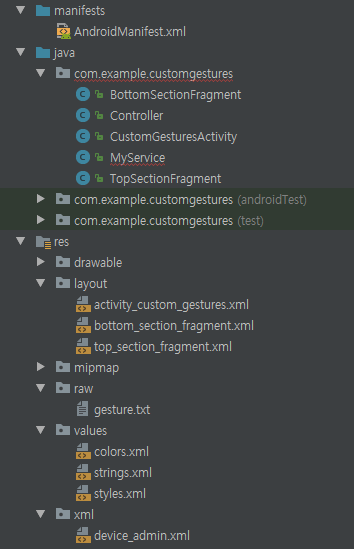 manifests
AndroidManifest.xml
java
com.example.customgestures
BottomSectionFragment
Controller
CustomGesturesActivity
MyService
TopSectionFragment
com.example.customgestures (androidTest)
com.example.customgestures (test)
res
drawable
layout
activity_custom_gestures.xml
bottom_section_fragment.xml
top_section_fragment.xml
mipmap
raw
gesture.txt
values
colors.xml
strings.xml
styles.xml
xml
device_admin.xml